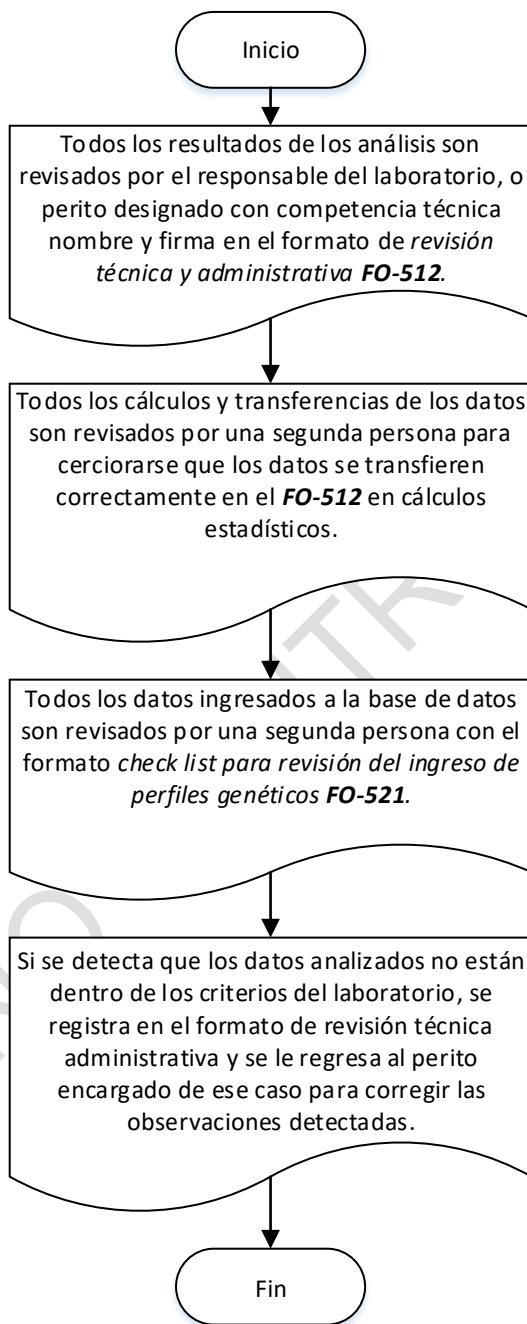 Inicio
Todos los resultados de los análisis son
revisados por el responsable del laboratorio, o
perito designado con competencia técnica
nombre y firma en el formato de revisión
técnica y administrativa FO-512.
Todos los cálculos y transferencias de los datos
son revisados por una segunda persona para
cerciorarse que los datos se transfieren
correctamente en el FO-512 en cálculos
estadísticos.
Todos los datos ingresados a la base de datos
son revisados por una segunda persona con el
formato check list para revisión del ingreso de
perfiles genéticos FO-521.
Si se detecta que los datos analizados no están
dentro de los criterios del laboratorio, se
registra en el formato de revisión técnica
administrativa y se le regresa al perito
encargado de ese caso para corregir las
observaciones detectadas.
Fin